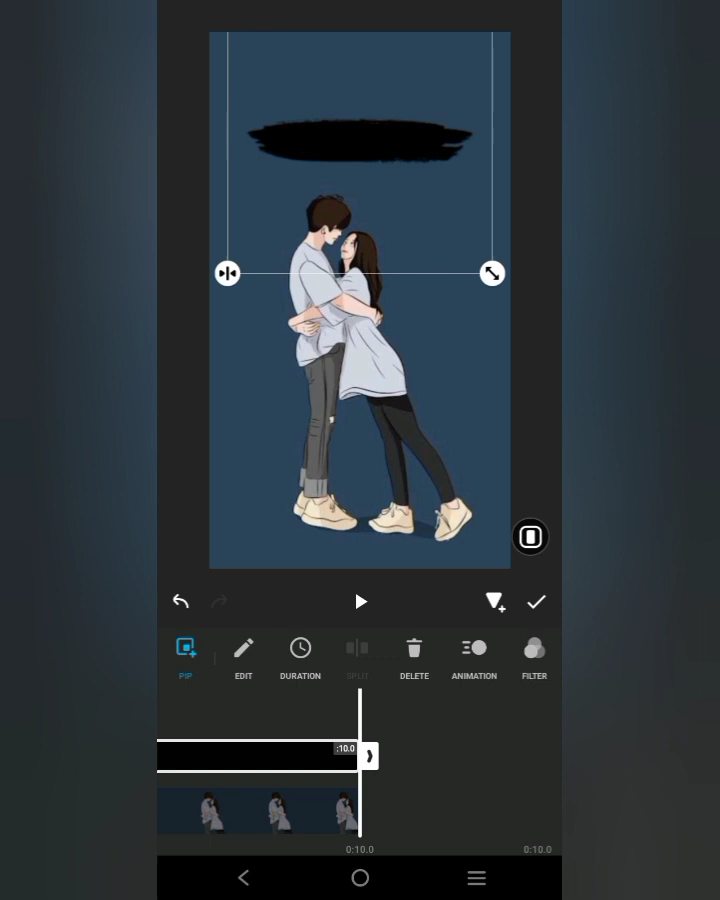 PIP
EDIT
DURATION
SPLIT
DELETE
ANIMATION
FILTER
:10.0
0:10.0
0:10.0